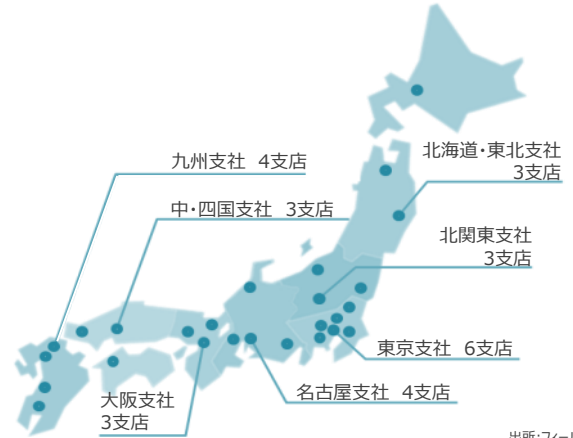 北海道・東北支社
3支店
九州支社 4支店
中・四国支社 3支店
北関東支社
3支店
東京支社 6支店
名古屋支社 4支店
大阪支社
3支店